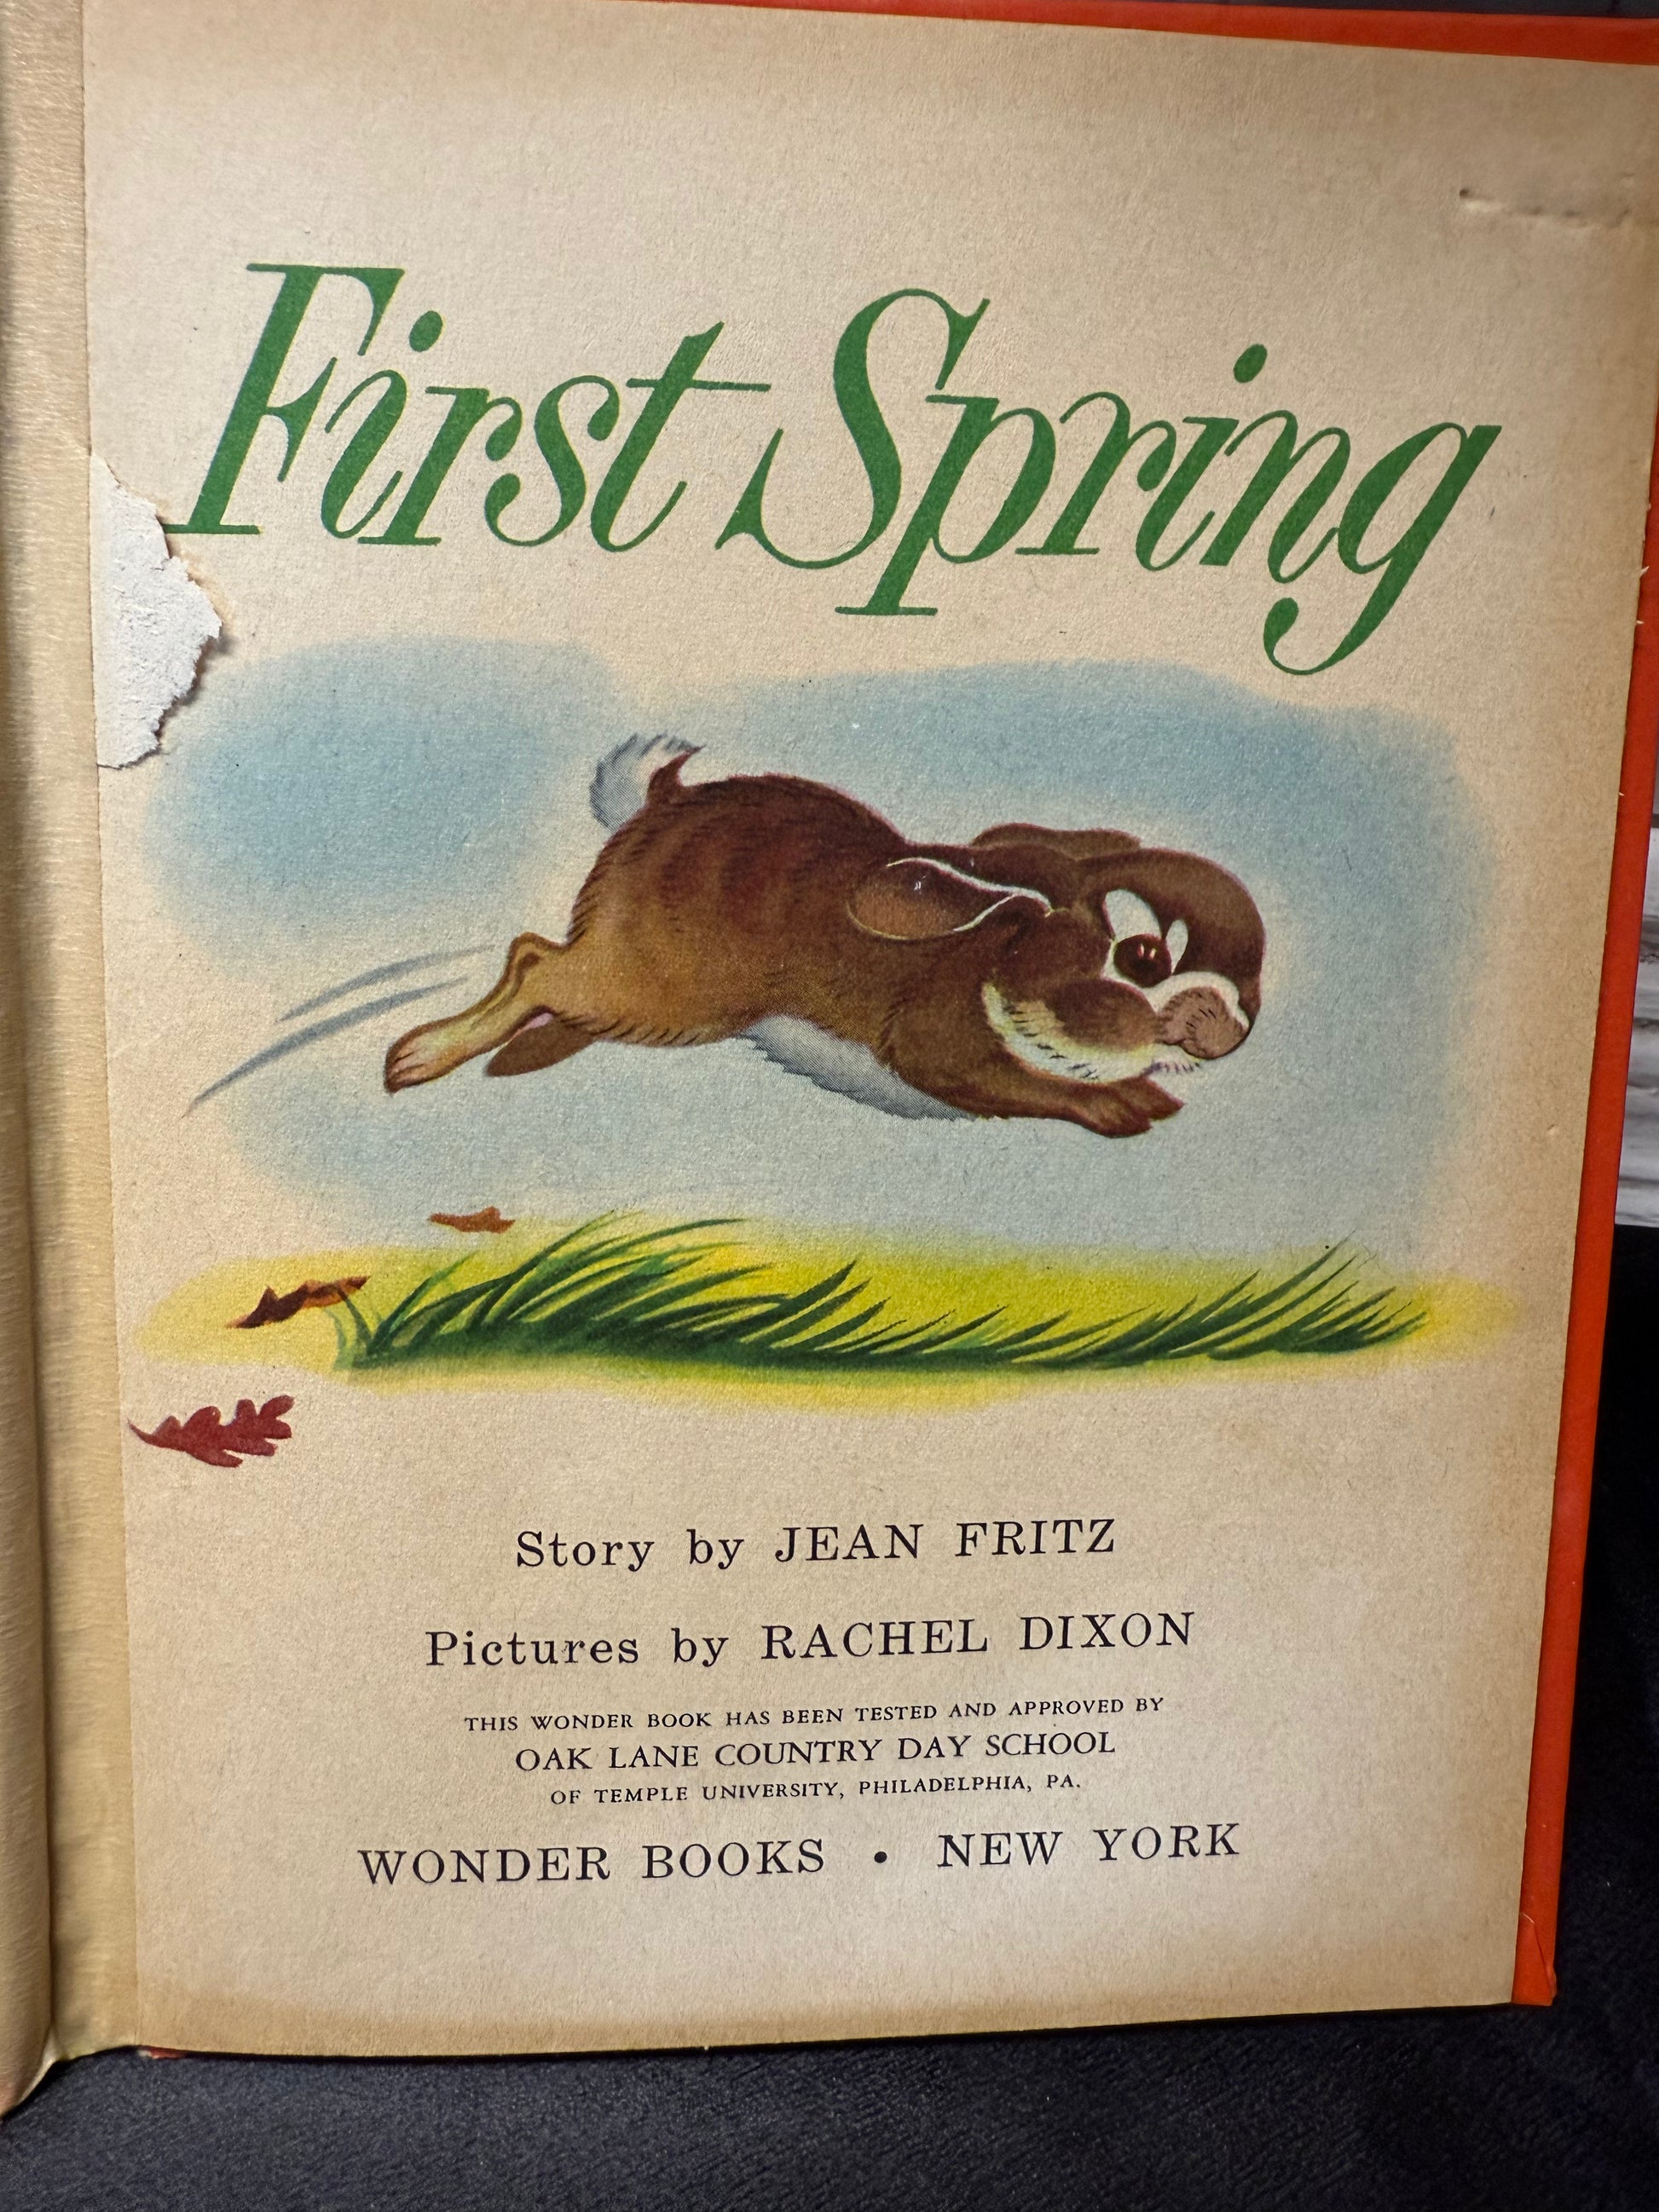 First Spring
Story by JEAN FRITZ
Pictures by RACHEL DIXON
THIS WONDER BOOK HAS BEEN TESTED AND APPROVED BY
OAK LANE COUNTRY DAY SCHOOL
OF TEMPLE UNIVERSITY, PHILADELPHIA, PA.
WONDER BOOKS • NEW YORK